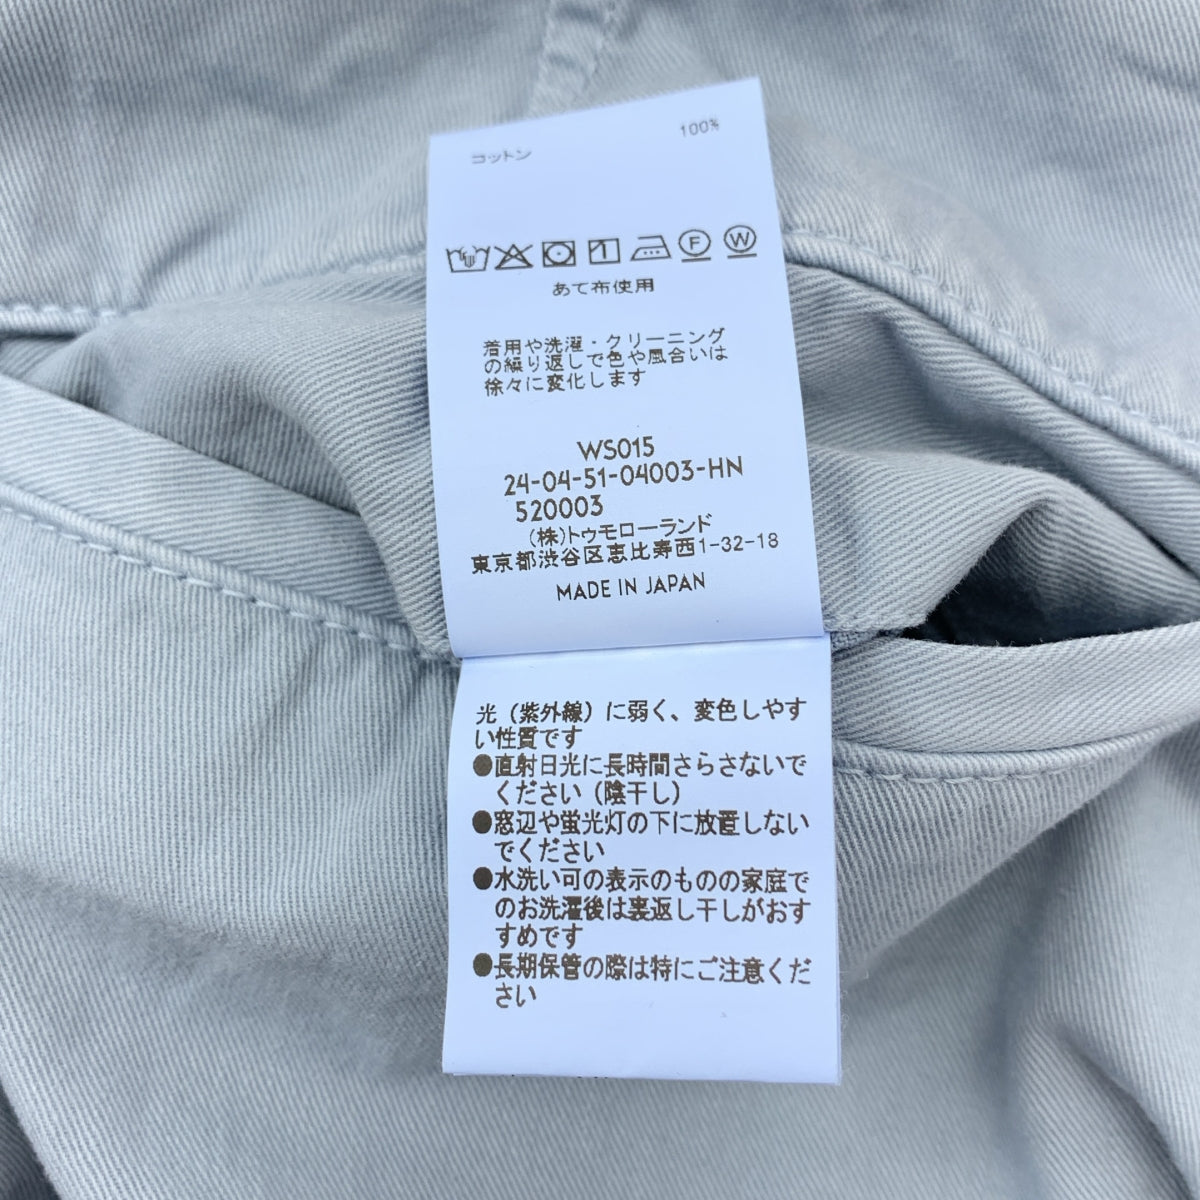 コットン 100%
F W
あて布使用
着用や洗濯・クリーニング
の繰り返しで色や風合いは
徐々に変化します
WS015
24-04-51-04003-HN
520003
(株)トゥモローランド
東京都渋谷区恵比寿西1-32-18
MADE IN JAPAN
光（紫外線）に弱く、変色しやす
い性質です
●直射日光に長時間さらさないで
ください（陰干し）
●窓辺や蛍光灯の下に放置しない
でください
●水洗い可の表示のものの家庭で
のお洗濯後は裏返し干しがおす
すめです
●長期保管の際は特にご注意くだ
さい